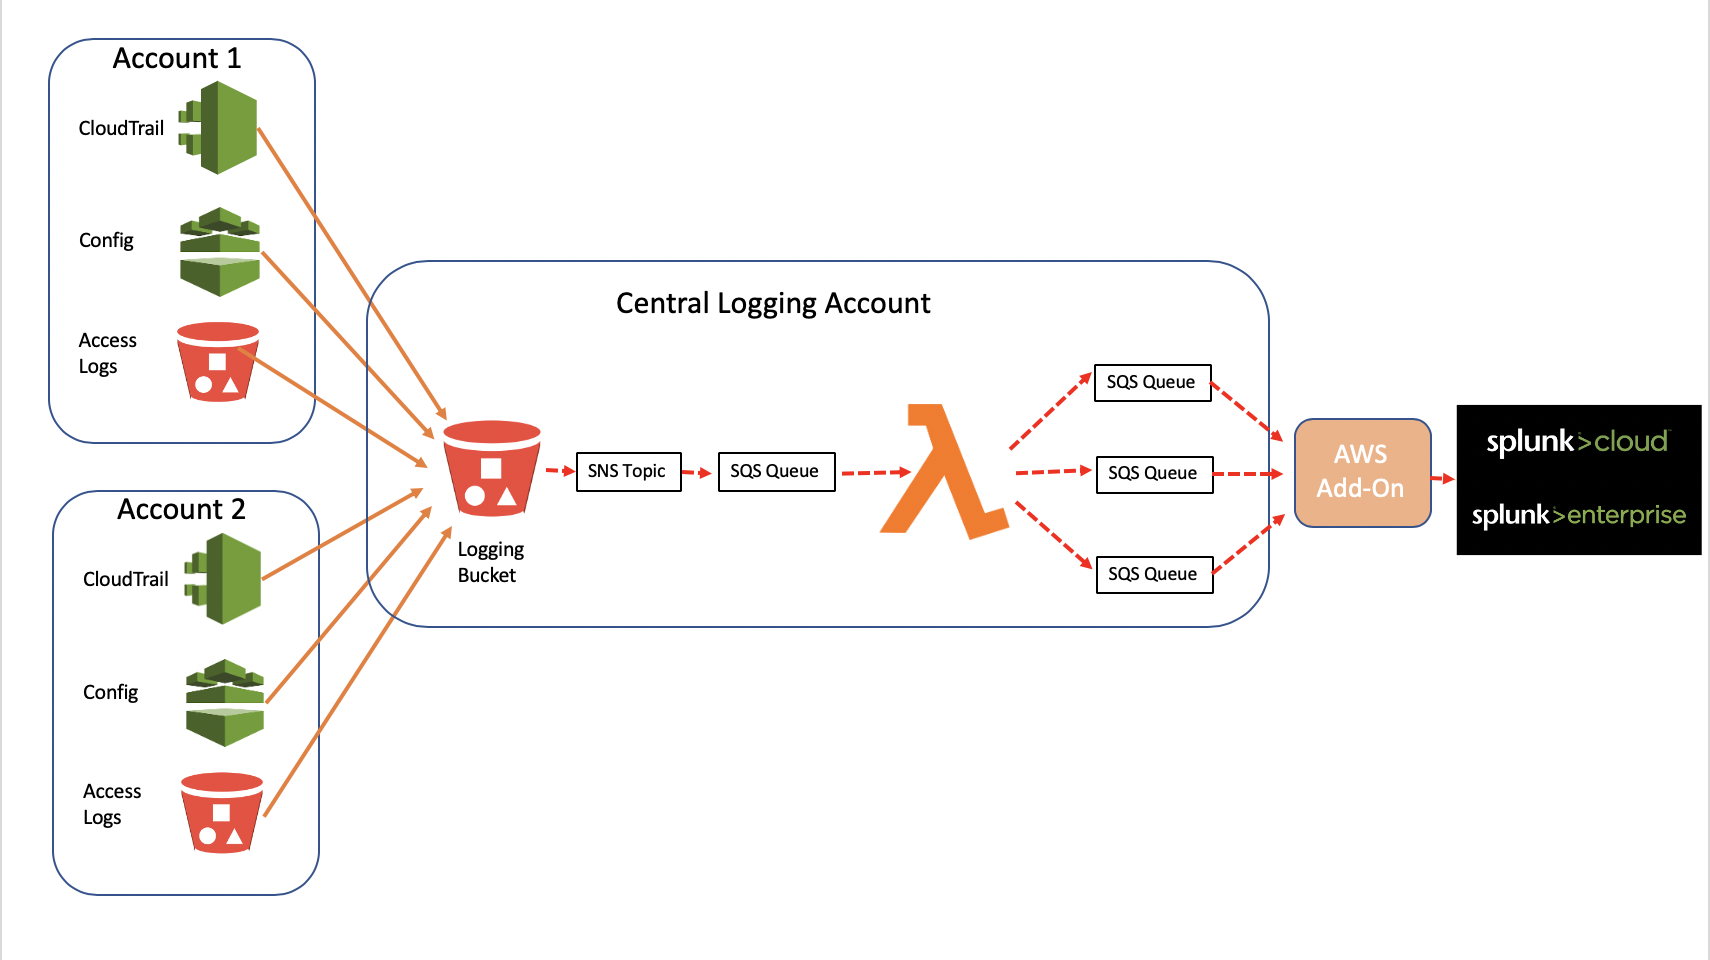 Account 1
CloudTrail
Config
Access
Logs
Account 2
CloudTrail
Config
Access
Logs
Central Logging Account
Logging
Bucket
SNS Topic
SQS Queue
SQS Queue
SQS Queue
SQS Queue
AWS
Add-On
splunk>cloud™
splunk>enterprise